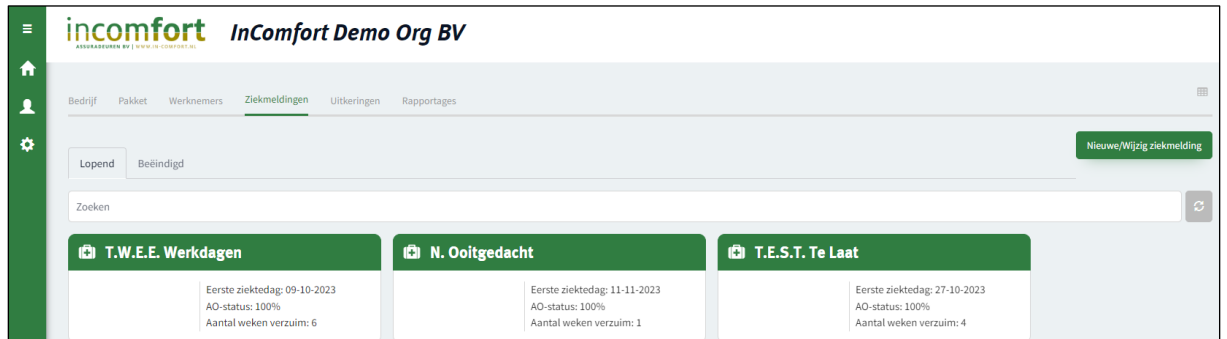 incomfort InComfort Demo Org BV
ASSURADEUREN BV | WWW.IN-COMFORT.NL
Bedrijf Pakket Werknemers Ziekmeldingen Uitkeringen Rapportages
Nieuwe/Wijzig ziekmelding
Lopend Beëindigd
Zoeken
T.W.E.E. Werkdagen N. Ooitgedacht T.E.S.T. Te Laat
Eerste ziektedag: 09-10-2023 Eerste ziektedag: 11-11-2023 Eerste ziektedag: 27-10-2023
AO-status: 100% AO-status: 100% AO-status: 100%
Aantal weken verzuim: 6 Aantal weken verzuim: 1 Aantal weken verzuim: 4